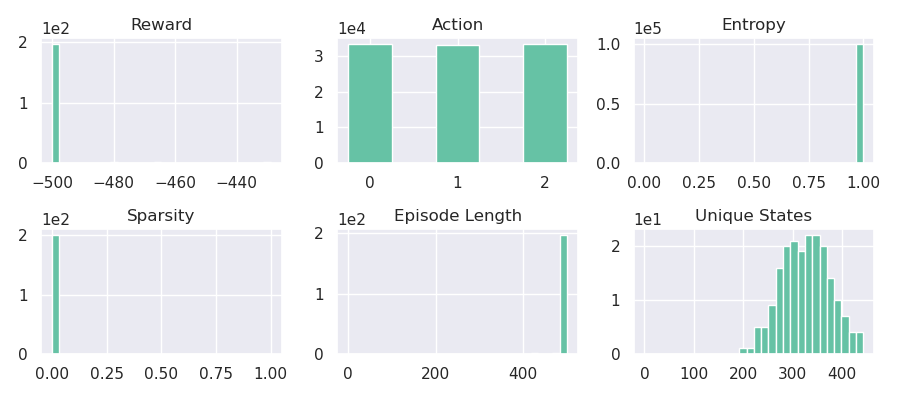 Reward
1e2
2
1
0
−500 −480 −460 −440
Action
1e4
3
2
1
0
0 1 2
Entropy
1e5
1.0
0.5
0.0
0.00 0.25 0.50 0.75 1.00
Sparsity
1e2
2
1
0
0.00 0.25 0.50 0.75 1.00
Episode Length
1e2
2
1
0
0 200 400
Unique States
1e1
2
1
0
0 100 200 300 400